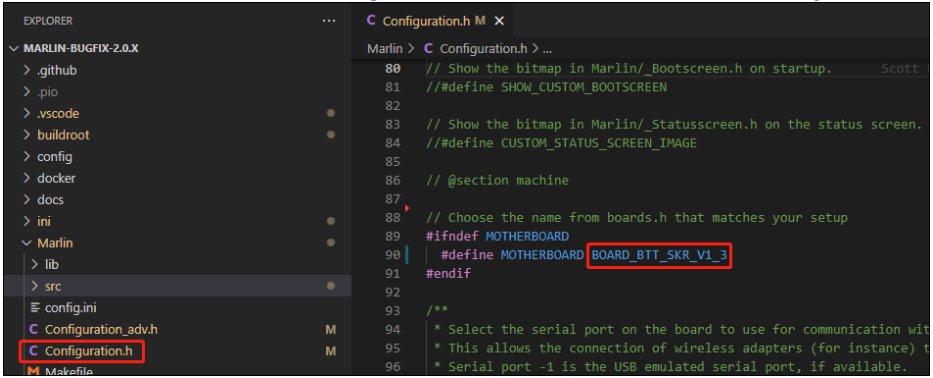 EXPLORER
MARLIN-BUGFIX-2.0.X
.github
.pio
.vscode
buildroot
config
docker
docs
ini
Marlin
lib
src
config.ini
Configuration_adv.h M
Configuration.h M
Makefile
C Configuration.h M
Marlin > C Configuration.h > ...
80 // Show the bitmap in Marlin/_Bootscreen.h on startup. Scott
81 //#define SHOW_CUSTOM_BOOTSCREEN
82
83 // Show the bitmap in Marlin/_Statusscreen.h on the status screen.
84 //#define CUSTOM_STATUS_SCREEN_IMAGE
85
86 // @section machine
87
88 // Choose the name from boards.h that matches your setup
89 #ifndef MOTHERBOARD
90 #define MOTHERBOARD BOARD_BTT_SKR_V1_3
91 #endif
92
93 /**
94 * Select the serial port on the board to use for communication wit
95 * This allows the connection of wireless adapters (for instance) t
96 * Serial port -1 is the USB emulated serial port, if available.